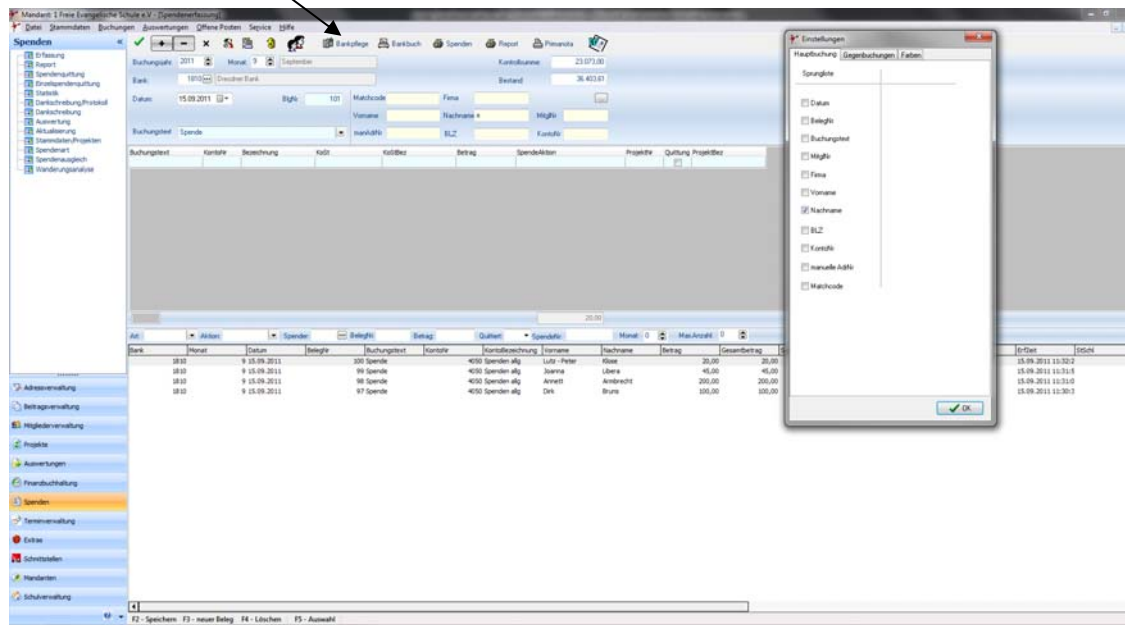 Mandant: 1 Freie Evangelische Schule e.V - [Spendenerfassung]
Datei Stammdaten Buchungen Auswertungen Offene Posten Service Hilfe
Spenden «
Erfassung
Report
Spendenquittung
Einzelspendenquittung
Statistik
Dankschreibung/Protokoll
Dankschreibung
Auswertung
Aktualisierung
Stammdaten/Projekten
Spendenart
Spendenausgleich
Wanderungsanalyse
Bankpflege Bankbuch Spenden Report Primanota
Buchungsjahr 2011 Monat 9 September Kontrollsumme 23.073,00
Bank: 1810 Dresdner Bank Bestand 36.403,61
Datum: 15.09.2011 BlgNr 101 Matchcode Firma
Vorname Nachname MitglNr
Buchungstext Spende manAdrNr BLZ KontoNr
Buchungstext KontoNr Bezeichnung KoSt KoStBez Betrag SpendeAktion ProjektNr Quittung ProjektBez
20,00
Art: Aktion: Spender: BelegNr: Betrag: Quittiert: SpendeNr: Monat: 0 Max.Anzahl: 0
Bank Monat Datum BelegNr Buchungstext KontoNr KontoBezeichnung Vorname Nachname Betrag Gesamtbetrag ErfZeit StSchl
1810 9 15.09.2011 100 Spende 4050 Spenden allg Lutz - Peter Klose 20,00 20,00 15.09.2011 11:32:2
1810 9 15.09.2011 99 Spende 4050 Spenden allg Joanna Libera 45,00 45,00 15.09.2011 11:31:5
1810 9 15.09.2011 98 Spende 4050 Spenden allg Annett Armbrecht 200,00 200,00 15.09.2011 11:31:0
1810 9 15.09.2011 97 Spende 4050 Spenden allg Dirk Bruns 100,00 100,00 15.09.2011 11:30:3
Einstellungen
Hauptbuchung Gegenbuchungen Farben
Sprungliste
Datum
BelegNr
Buchungstext
MitglNr
Firma
Vorname
Nachname
BLZ
KontoNr
manuelle AdrNr
Matchcode
OK
Adressverwaltung
Beitragsverwaltung
Mitgliederverwaltung
Projekte
Auswertungen
Finanzbuchhaltung
Spenden
Terminverwaltung
Extras
Schnittstellen
Mandanten
Schulverwaltung
F2 - Speichern F3 - neuer Beleg F4 - Löschen F5 - Auswahl